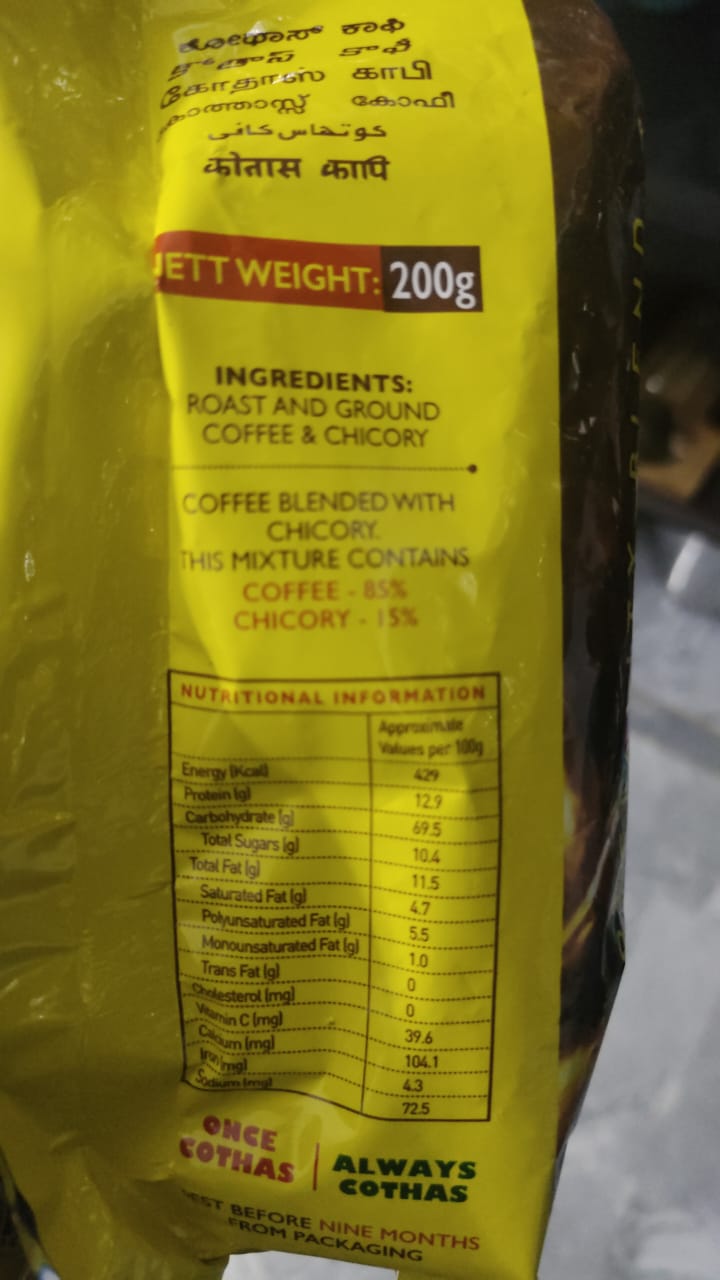 ಕೋಥಾಸ್ ಕಾಫಿ
కాఫీ
கோதாஸ் காபி
കോഫീ
کوتھاس کافی
कोतास कापि
NETT WEIGHT: 200g
INGREDIENTS:
ROAST AND GROUND
COFFEE & CHICORY
COFFEE BLENDED WITH
CHICORY.
THIS MIXTURE CONTAINS
COFFEE - 85%
CHICORY - 15%
NUTRITIONAL INFORMATION
Approximate
Values per 100g
Energy (Kcal) 429
Protein (g) 12.9
Carbohydrate (g) 69.5
Total Sugars (g) 10.4
Total Fat (g) 11.5
Saturated Fat (g) 4.7
Polyunsaturated Fat (g) 5.5
Monounsaturated Fat (g) 1.0
Trans Fat (g) 0
Cholesterol (mg) 0
Vitamin C (mg) 39.6
Calcium (mg) 104.1
Iron (mg) 4.3
Sodium (mg) 72.5
ONCE
COTHAS
ALWAYS
COTHAS
BEST BEFORE NINE MONTHS
FROM PACKAGING
BLEND